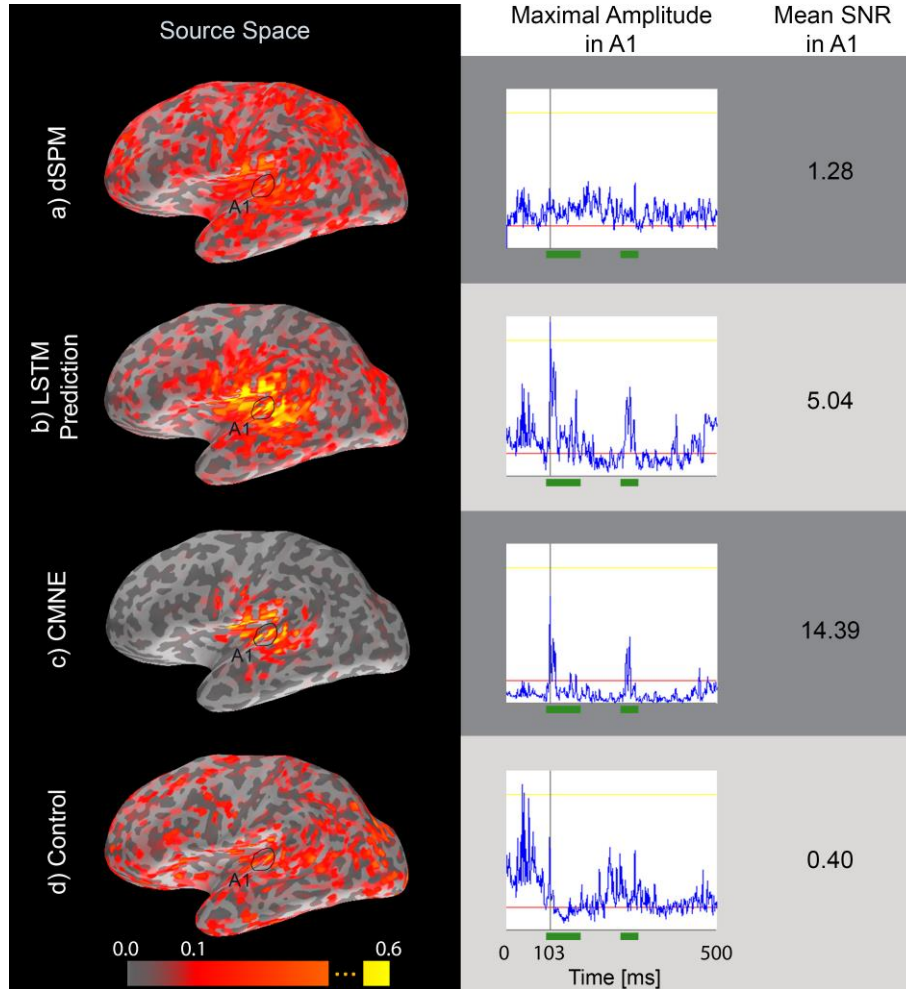 Source Space
Maximal Amplitude
in A1
Mean SNR
in A1
a) dSPM
A1
1.28
b) LSTM
Prediction
A1
5.04
c) CMNE
A1
14.39
d) Control
A1
0.40
0.0
0.1
...
0.6
0
103
500
Time [ms]